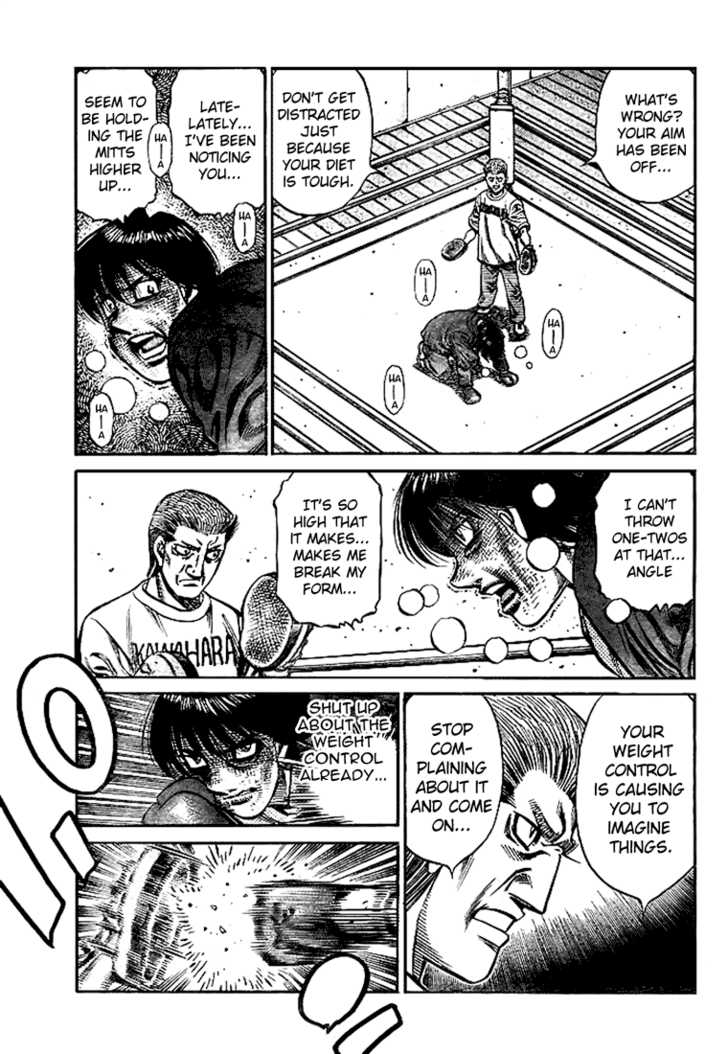 WHAT'S
WRONG?
YOUR AIM
HAS BEEN
OFF...
DON'T GET
DISTRACTED
JUST
BECAUSE
YOUR DIET
IS TOUGH.
HA
HA
HA
LATE-
LATELY...
I'VE BEEN
NOTICING
YOU...
SEEM TO
BE HOLD-
ING THE
MITTS
HIGHER
UP...
HA
HA
HA
I CAN'T
THROW
ONE-TWOS
AT THAT...
ANGLE
IT'S SO
HIGH THAT
IT MAKES...
MAKES ME
BREAK MY
FORM...
KAWAHARA
YOUR
WEIGHT
CONTROL
IS CAUSING
YOU TO
IMAGINE
THINGS.
STOP
COM-
PLAINING
ABOUT IT
AND COME
ON...
SHUT UP
ABOUT THE
WEIGHT
CONTROL
ALREADY...